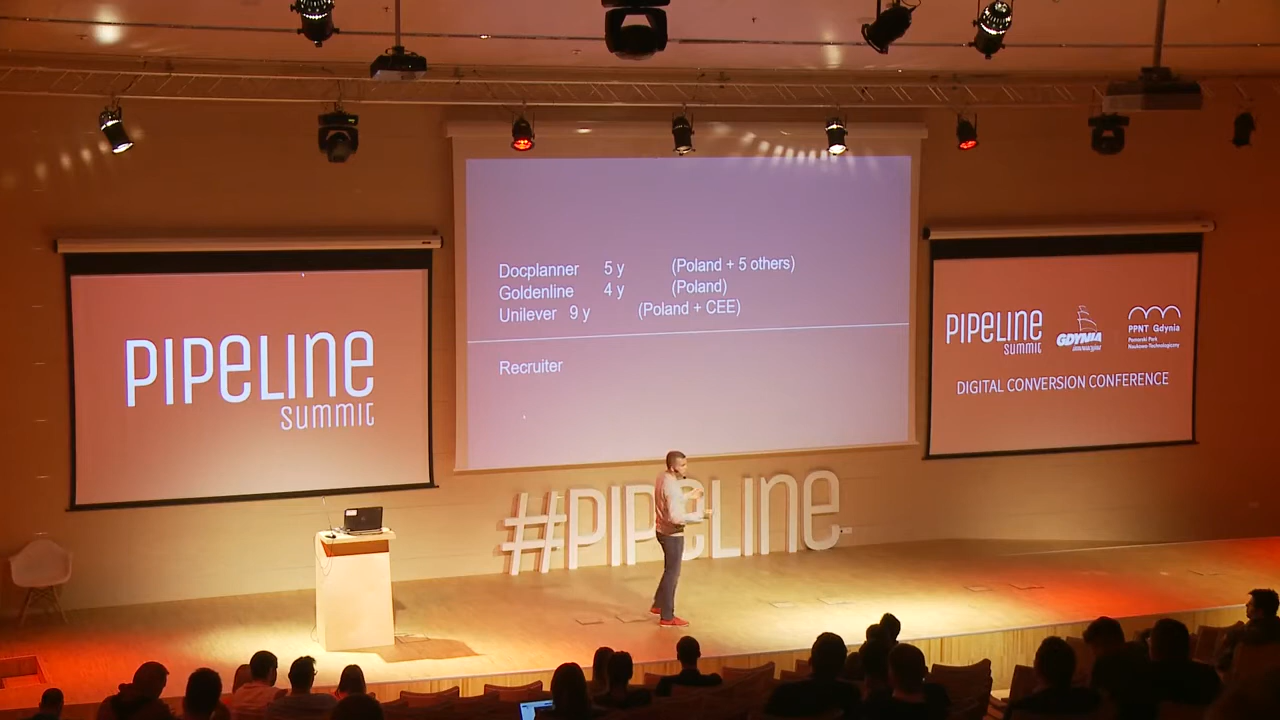 PIPELINE
SUMMIT
Docplanner 5 y (Poland + 5 others)
Goldenline 4 y (Poland)
Unilever 9 y (Poland + CEE)
Recruiter
PIPELINE
SUMMIT
GDYNIA
PPNT Gdynia
Pomorski Park
Naukowo-Technologiczny
DIGITAL CONVERSION CONFERENCE
#PIPELINE